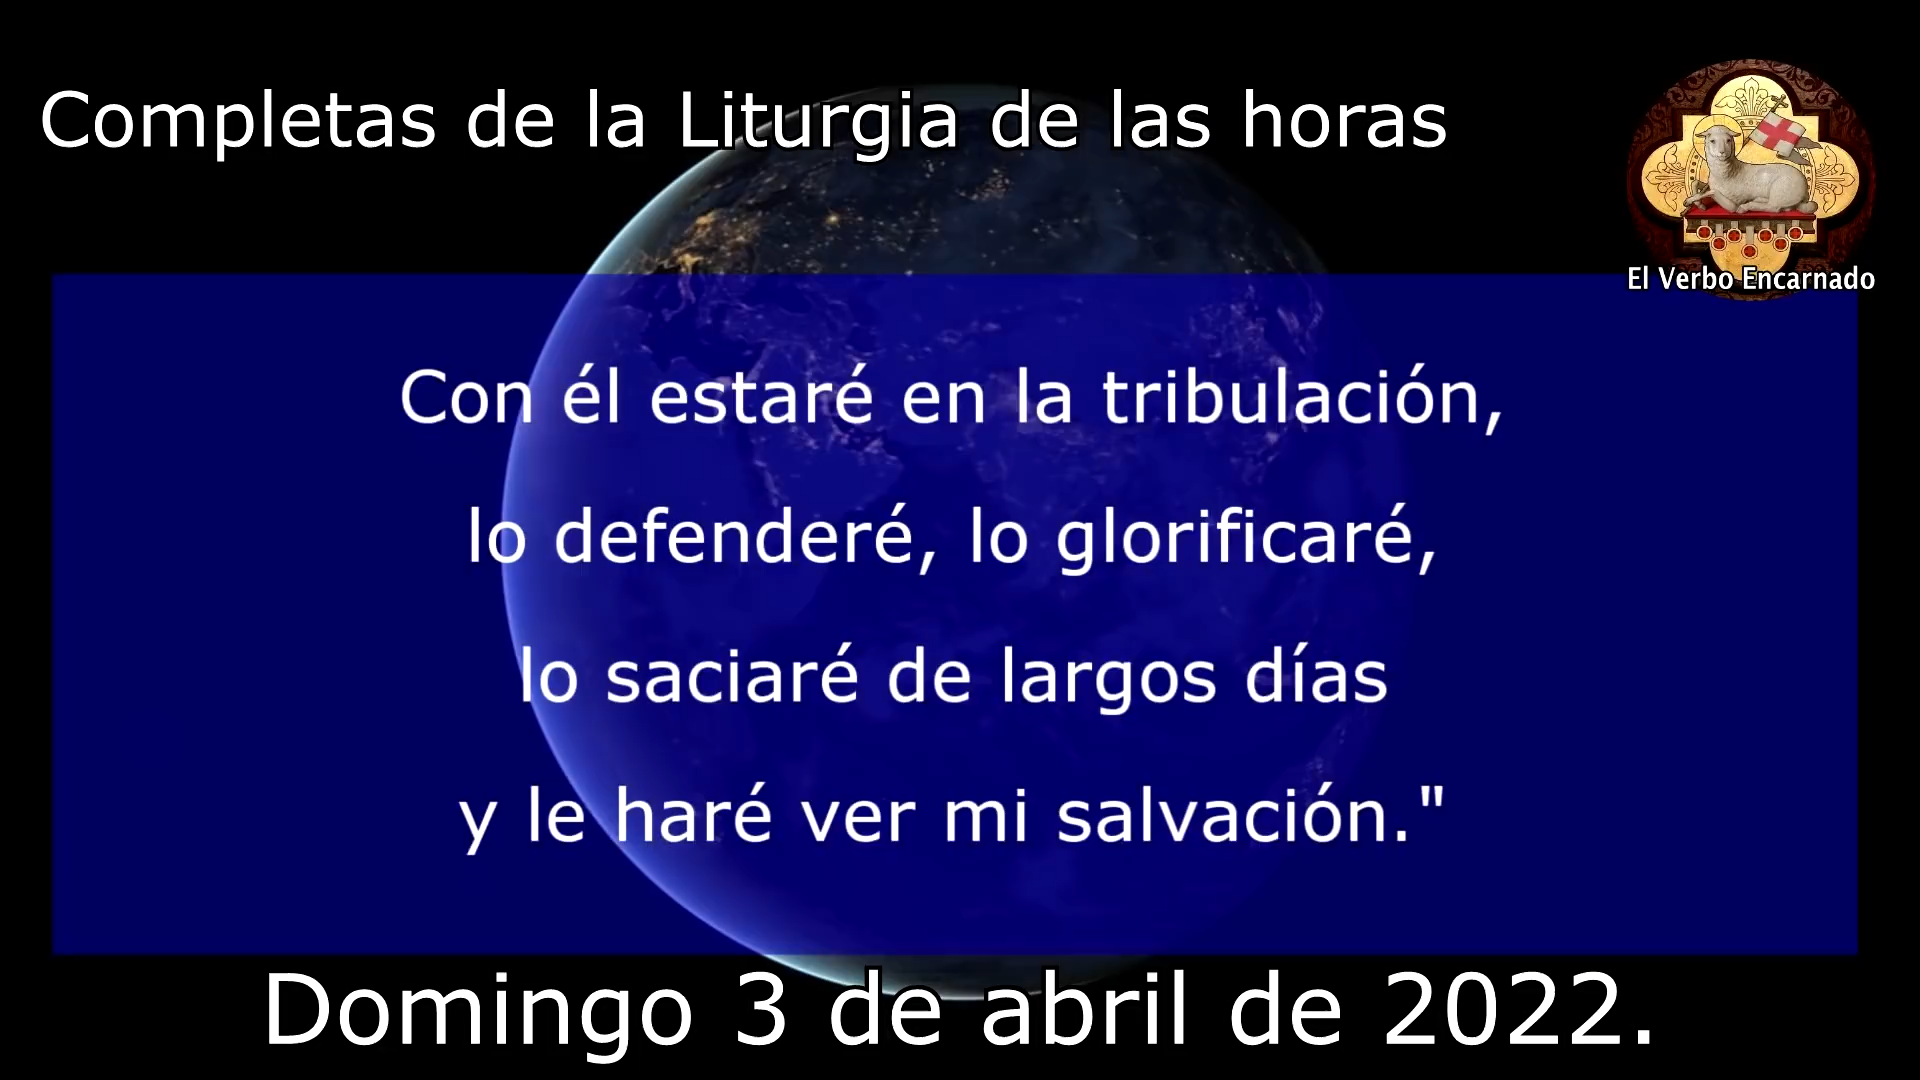 Completas de la Liturgia de las horas
El Verbo Encarnado
Con él estaré en la tribulación,
lo defenderé, lo glorificaré,
lo saciaré de largos días
y le haré ver mi salvación."
Domingo 3 de abril de 2022.